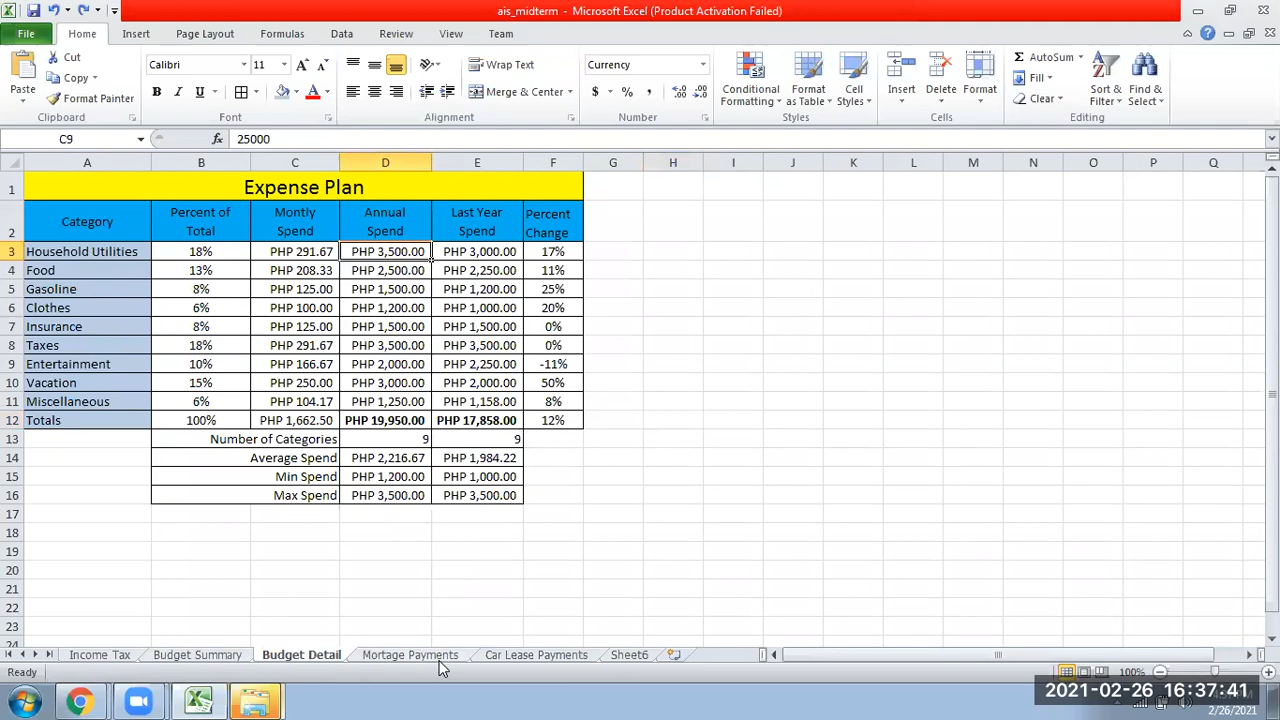 ais_midterm - Microsoft Excel (Product Activation Failed)
File Home Insert Page Layout Formulas Data Review View Team
Paste Cut Copy Format Painter Clipboard
Calibri 11 A A B I U A Font
Wrap Text Merge & Center Alignment
Currency $ % , Number
Conditional Formatting Format as Table Cell Styles Styles
Insert Delete Format Cells
Σ AutoSum Fill Clear Sort & Filter Find & Select Editing
C9 fx 25000
A B C D E F G H I J K L M N O P Q
1 Expense Plan
2 Category Percent of Total Montly Spend Annual Spend Last Year Spend Percent Change
3 Household Utilities 18% PHP 291.67 PHP 3,500.00 PHP 3,000.00 17%
4 Food 13% PHP 208.33 PHP 2,500.00 PHP 2,250.00 11%
5 Gasoline 8% PHP 125.00 PHP 1,500.00 PHP 1,200.00 25%
6 Clothes 6% PHP 100.00 PHP 1,200.00 PHP 1,000.00 20%
7 Insurance 8% PHP 125.00 PHP 1,500.00 PHP 1,500.00 0%
8 Taxes 18% PHP 291.67 PHP 3,500.00 PHP 3,500.00 0%
9 Entertainment 10% PHP 166.67 PHP 2,000.00 PHP 2,250.00 -11%
10 Vacation 15% PHP 250.00 PHP 3,000.00 PHP 2,000.00 50%
11 Miscellaneous 6% PHP 104.17 PHP 1,250.00 PHP 1,158.00 8%
12 Totals 100% PHP 1,662.50 PHP 19,950.00 PHP 17,858.00 12%
13 Number of Categories 9 9
14 Average Spend PHP 2,216.67 PHP 1,984.22
15 Min Spend PHP 1,200.00 PHP 1,000.00
16 Max Spend PHP 3,500.00 PHP 3,500.00
17
18
19
20
21
22
23
24
Income Tax Budget Summary Budget Detail Mortage Payments Car Lease Payments Sheet6
Ready 100%
2021-02-26 16:37:41
2/26/2021